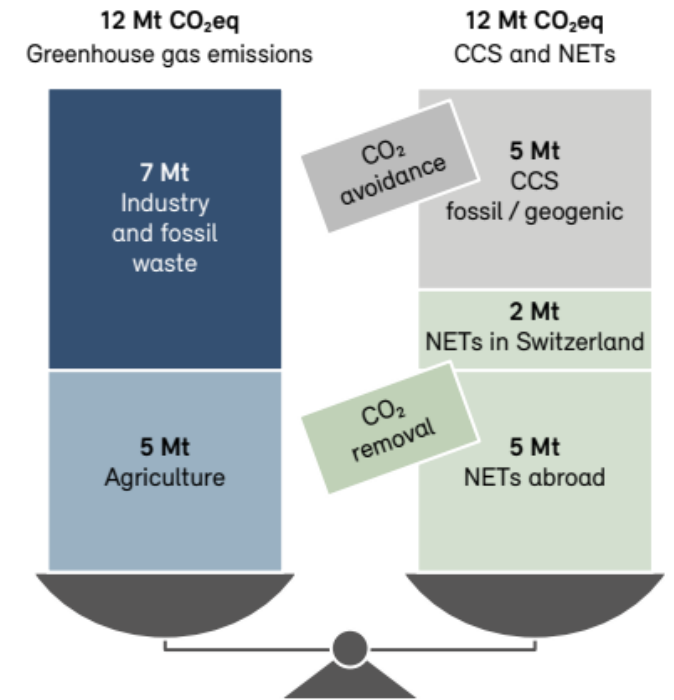 12 Mt CO₂eq
Greenhouse gas emissions
7 Mt
Industry
and fossil
waste
5 Mt
Agriculture
12 Mt CO₂eq
CCS and NETs
CO₂
avoidance
5 Mt
CCS
fossil / geogenic
2 Mt
NETs in Switzerland
CO₂
removal
5 Mt
NETs abroad